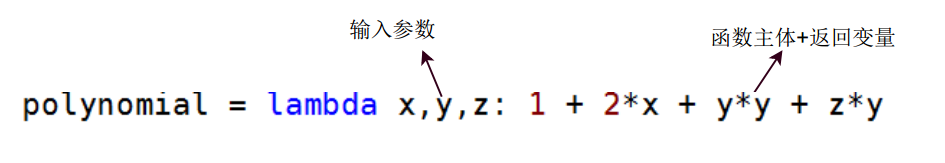 输入参数
函数主体+返回变量
polynomial = lambda x,y,z: 1 + 2*x + y*y + z*y